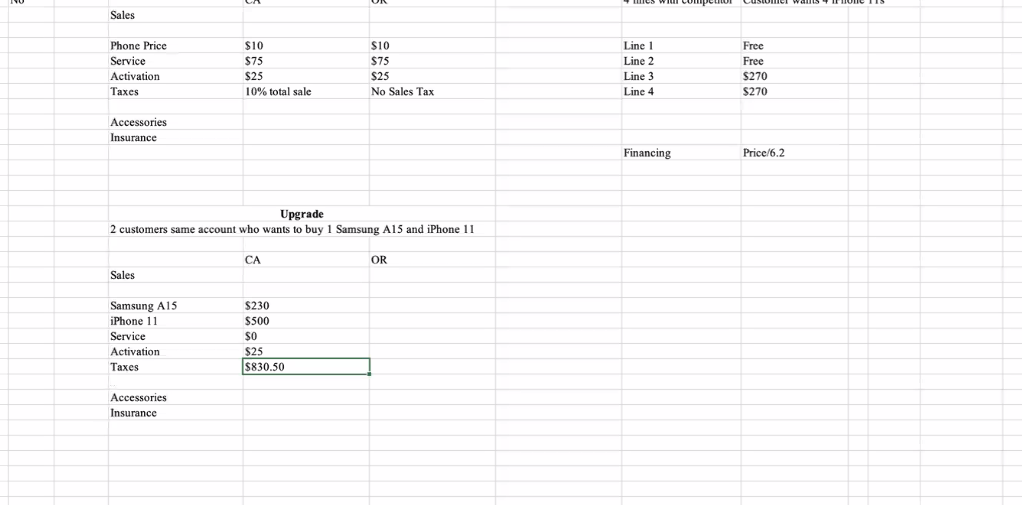 No CA OR 4 lines with competitor Customer wants 4 iPhone 11s
Sales
Phone Price $10 $10 Line 1 Free
Service $75 $75 Line 2 Free
Activation $25 $25 Line 3 $270
Taxes 10% total sale No Sales Tax Line 4 $270
Accessories
Insurance
Financing Price/6.2
Upgrade
2 customers same account who wants to buy 1 Samsung A15 and iPhone 11
CA OR
Sales
Samsung A15 $230
iPhone 11 $500
Service $0
Activation $25
Taxes $830.50
Accessories
Insurance